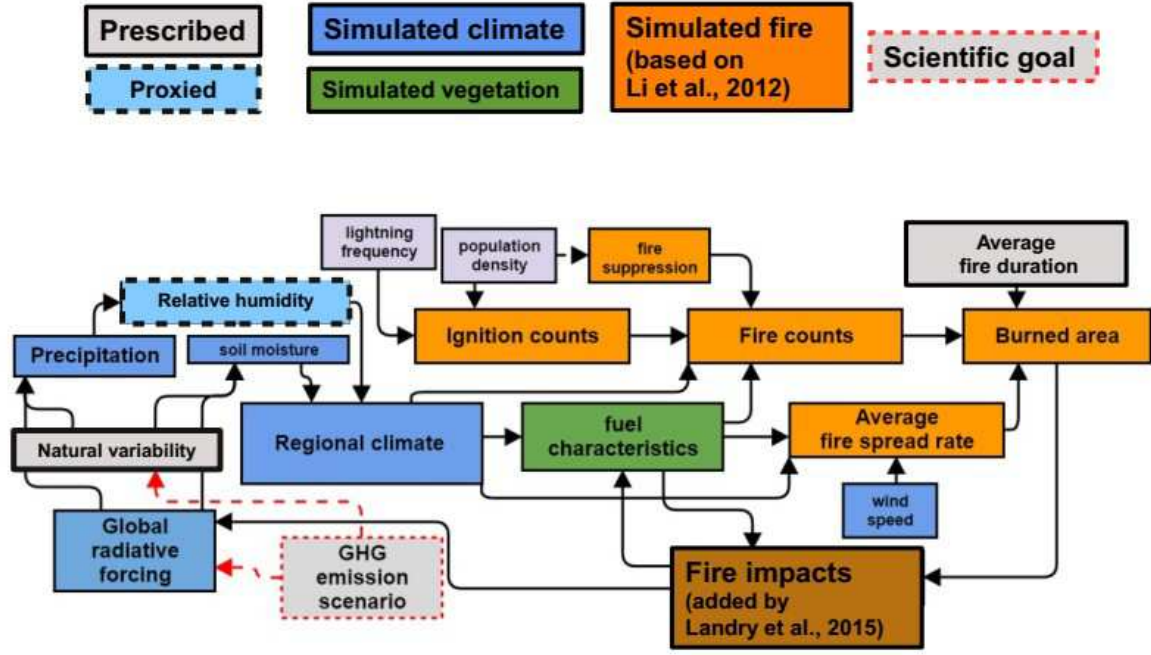 Prescribed
Proxied
Simulated climate
Simulated vegetation
Simulated fire
(based on
Li et al., 2012)
Scientific goal
lightning
frequency
population
density
fire
suppression
Average
fire duration
Relative humidity
Precipitation
soil moisture
Ignition counts
Fire counts
Burned area
Natural variability
Regional climate
fuel
characteristics
Average
fire spread rate
wind
speed
Global
radiative
forcing
GHG
emission
scenario
Fire impacts
(added by
Landry et al., 2015)